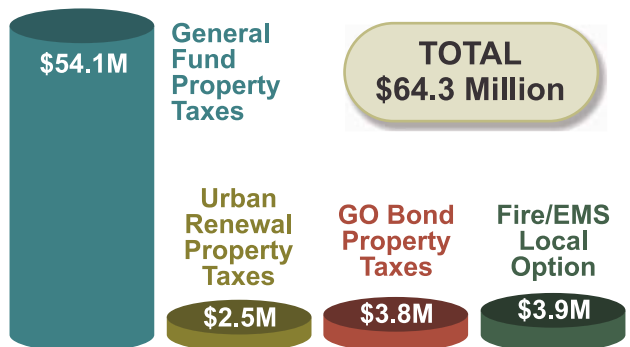 $54.1M
General
Fund
Property
Taxes
TOTAL
$64.3 Million
Urban
Renewal
Property
Taxes
$2.5M
GO Bond
Property
Taxes
$3.8M
Fire/EMS
Local
Option
$3.9M